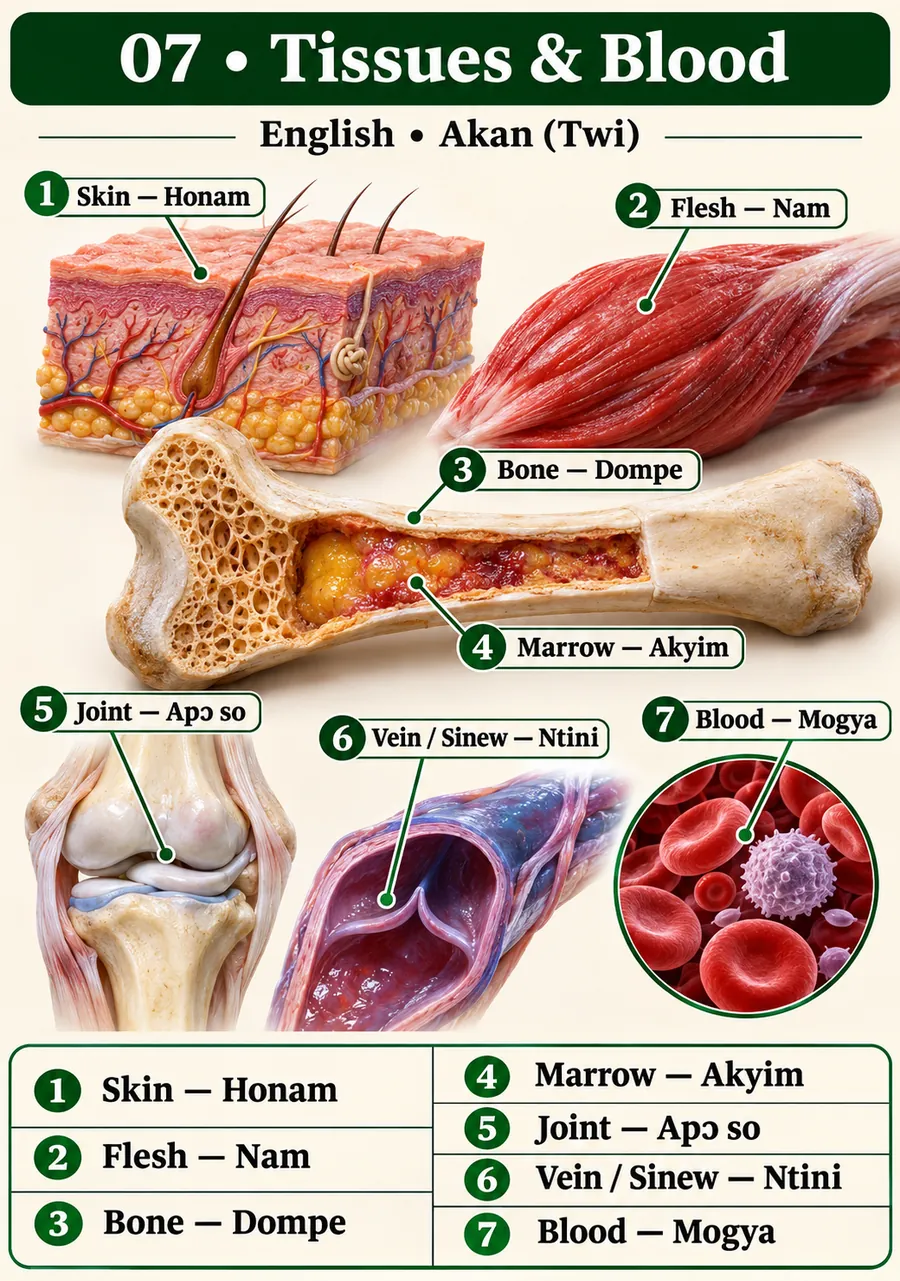 07 • Tissues & Blood
English • Akan (Twi)
1 Skin — Honam
2 Flesh — Nam
3 Bone — Dompe
4 Marrow — Akyim
5 Joint — Apɔ so
6 Vein / Sinew — Ntini
7 Blood — Mogya
1 Skin — Honam
2 Flesh — Nam
3 Bone — Dompe
4 Marrow — Akyim
5 Joint — Apɔ so
6 Vein / Sinew — Ntini
7 Blood — Mogya